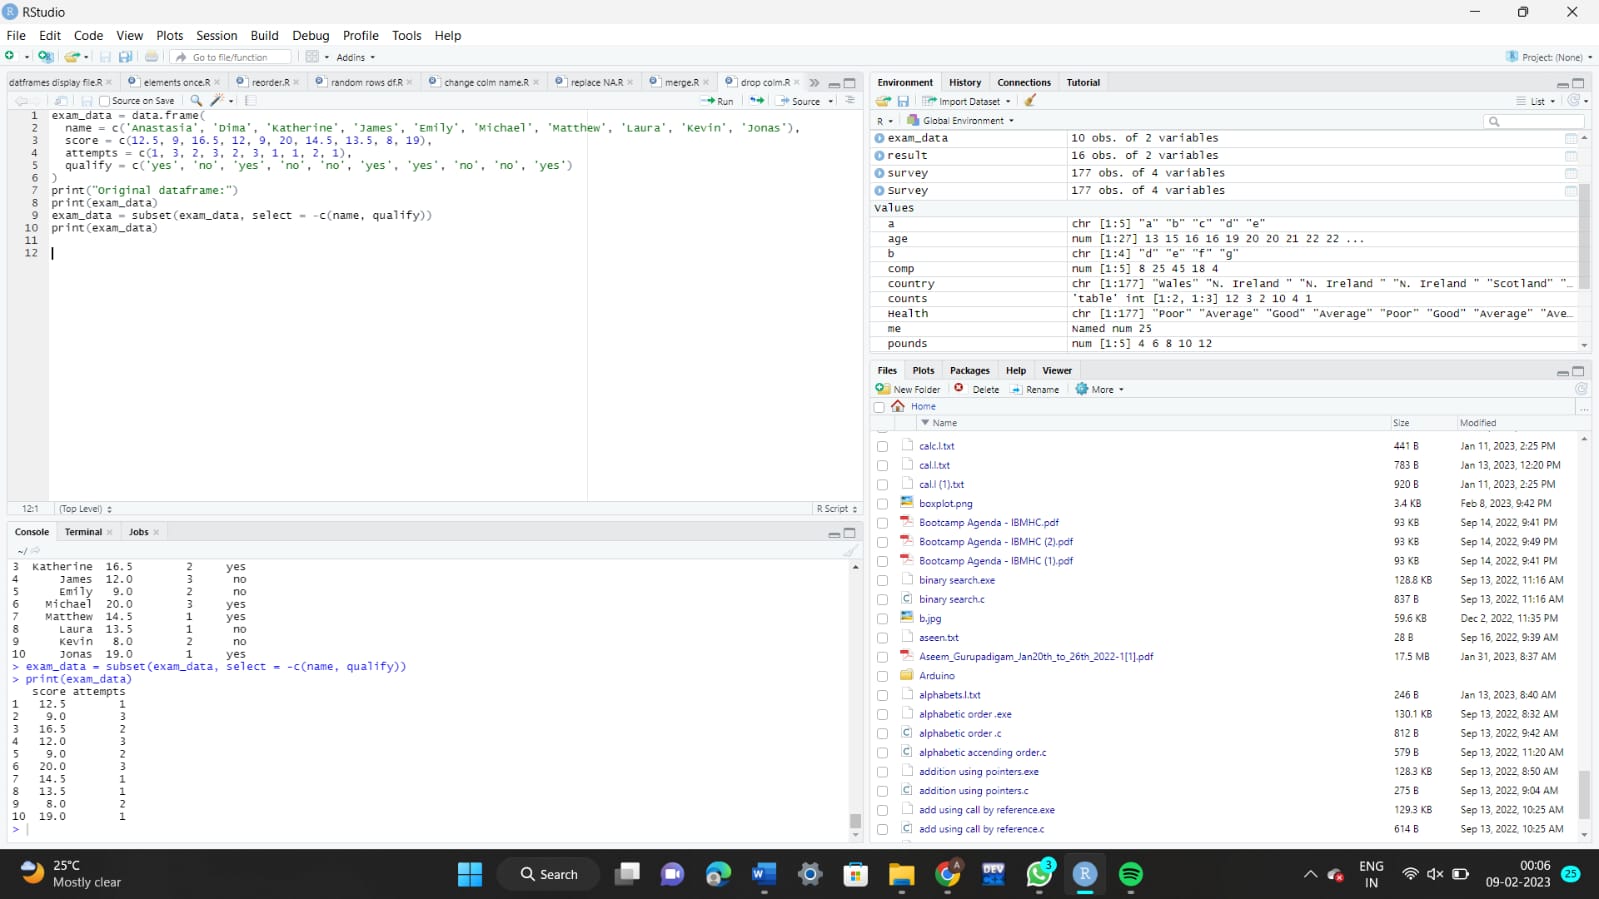 RStudio
File Edit Code View Plots Session Build Debug Profile Tools Help
Go to file/function Addins Project: (None)
datframes display file.R elements once.R reorder.R random rows df.R change colm name.R replace NA.R merge.R drop colm.R
Source on Save Run Source
1 exam_data = data.frame(
2 name = c('Anastasia', 'Dima', 'Katherine', 'James', 'Emily', 'Michael', 'Matthew', 'Laura', 'Kevin', 'Jonas'),
3 score = c(12.5, 9, 16.5, 12, 9, 20, 14.5, 13.5, 8, 19),
4 attempts = c(1, 3, 2, 3, 2, 3, 1, 1, 2, 1),
5 qualify = c('yes', 'no', 'yes', 'no', 'no', 'yes', 'yes', 'no', 'no', 'yes')
6 )
7 print("Original dataframe:")
8 print(exam_data)
9 exam_data = subset(exam_data, select = -c(name, qualify))
10 print(exam_data)
11
12
12:1 (Top Level) R Script
Console Terminal Jobs
~/
3 Katherine 16.5 2 yes
4 James 12.0 3 no
5 Emily 9.0 2 no
6 Michael 20.0 3 yes
7 Matthew 14.5 1 yes
8 Laura 13.5 1 no
9 Kevin 8.0 2 no
10 Jonas 19.0 1 yes
> exam_data = subset(exam_data, select = -c(name, qualify))
> print(exam_data)
score attempts
1 12.5 1
2 9.0 3
3 16.5 2
4 12.0 3
5 9.0 2
6 20.0 3
7 14.5 1
8 13.5 1
9 8.0 2
10 19.0 1
>
Environment History Connections Tutorial
Import Dataset List
R Global Environment
exam_data 10 obs. of 2 variables
result 16 obs. of 2 variables
survey 177 obs. of 4 variables
Survey 177 obs. of 4 variables
Values
a chr [1:5] "a" "b" "c" "d" "e"
age num [1:27] 13 15 16 16 19 20 20 21 22 22 ...
b chr [1:4] "d" "e" "f" "g"
comp num [1:5] 8 25 45 18 4
country chr [1:177] "Wales" "N. Ireland " "N. Ireland " "N. Ireland " "Scotland" "…
counts 'table' int [1:2, 1:3] 12 3 2 10 4 1
Health chr [1:177] "Poor" "Average" "Good" "Average" "Poor" "Good" "Average" "Ave…
me Named num 25
pounds num [1:5] 4 6 8 10 12
Files Plots Packages Help Viewer
New Folder Delete Rename More
Home ...
Name Size Modified
calc.l.txt 441 B Jan 11, 2023, 2:25 PM
cal.l.txt 783 B Jan 13, 2023, 12:20 PM
cal.l (1).txt 920 B Jan 11, 2023, 2:25 PM
boxplot.png 3.4 KB Feb 8, 2023, 9:42 PM
Bootcamp Agenda - IBMHC.pdf 93 KB Sep 14, 2022, 9:41 PM
Bootcamp Agenda - IBMHC (2).pdf 93 KB Sep 14, 2022, 9:49 PM
Bootcamp Agenda - IBMHC (1).pdf 93 KB Sep 14, 2022, 9:41 PM
binary search.exe 128.8 KB Sep 13, 2022, 11:16 AM
binary search.c 837 B Sep 13, 2022, 11:16 AM
b.jpg 59.6 KB Dec 2, 2022, 11:35 PM
aseen.txt 28 B Sep 16, 2022, 9:39 AM
Aseem_Gurupadigam_Jan20th_to_26th_2022-1[1].pdf 17.5 MB Jan 31, 2023, 8:37 AM
Arduino
alphabets.l.txt 246 B Jan 13, 2023, 8:40 AM
alphabetic order .exe 130.1 KB Sep 13, 2022, 8:32 AM
alphabetic order .c 812 B Sep 13, 2022, 9:42 AM
alphabetic accending order.c 579 B Sep 13, 2022, 11:20 AM
addition using pointers.exe 128.3 KB Sep 13, 2022, 8:50 AM
addition using pointers.c 275 B Sep 13, 2022, 9:04 AM
add using call by reference.exe 129.3 KB Sep 13, 2022, 10:25 AM
add using call by reference.c 614 B Sep 13, 2022, 10:25 AM
25°C
Mostly clear
Search
DEV
3
ENG
IN
00:06
09-02-2023
25